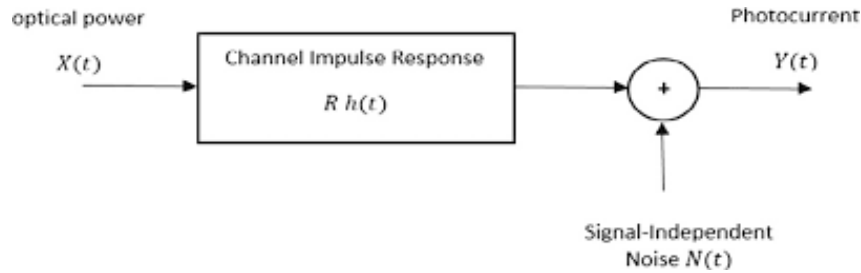 optical power
X(t)
Channel Impulse Response
R h(t)
+
Photocurrent
Y(t)
Signal-Independent
Noise N(t)